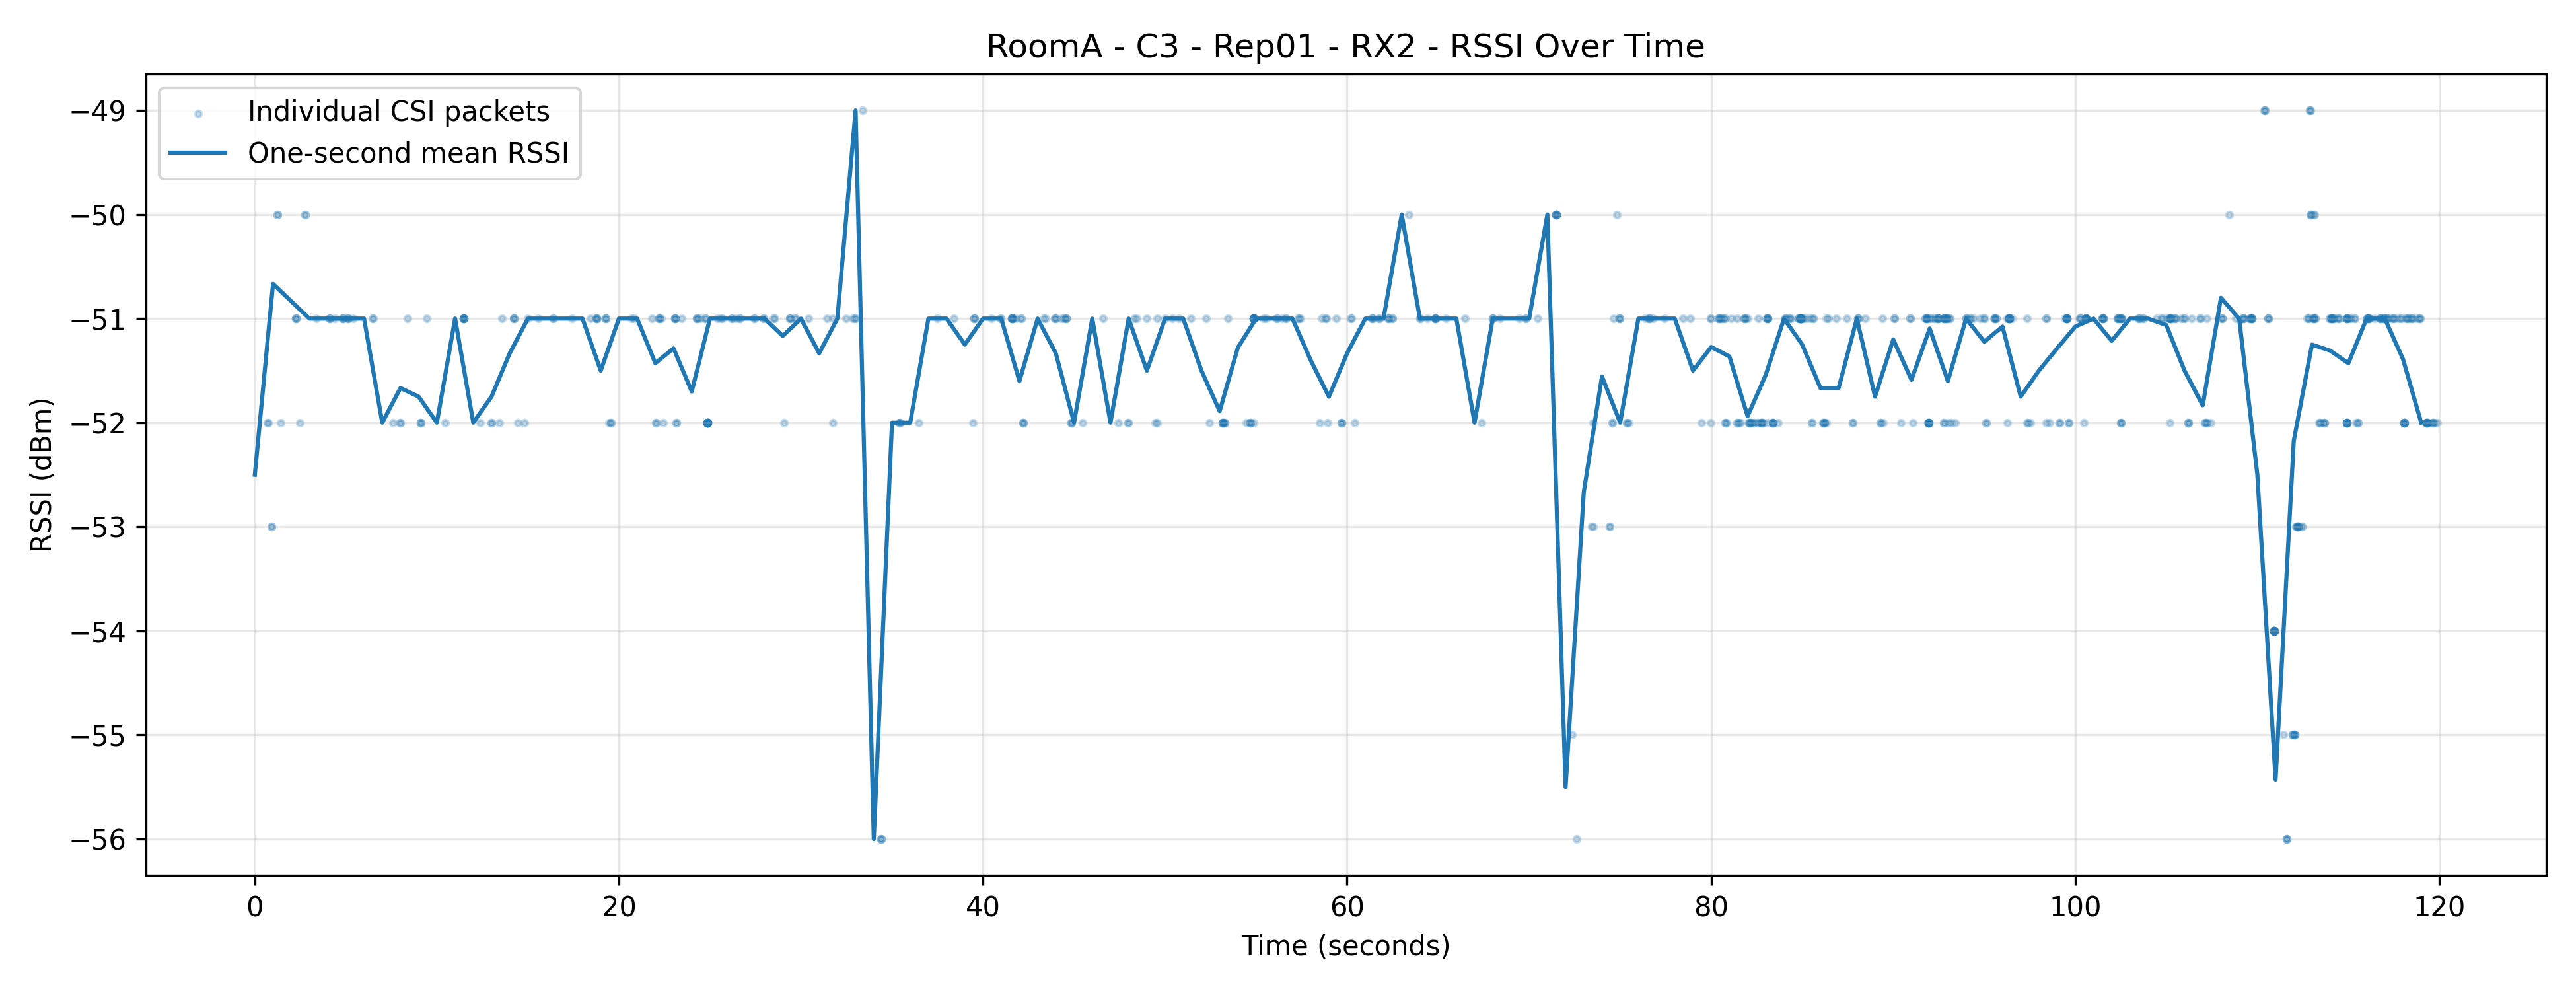 RoomA - C3 - Rep01 - RX2 - RSSI Over Time
Individual CSI packets
One-second mean RSSI
RSSI (dBm)
−49
−50
−51
−52
−53
−54
−55
−56
0 20 40 60 80 100 120
Time (seconds)